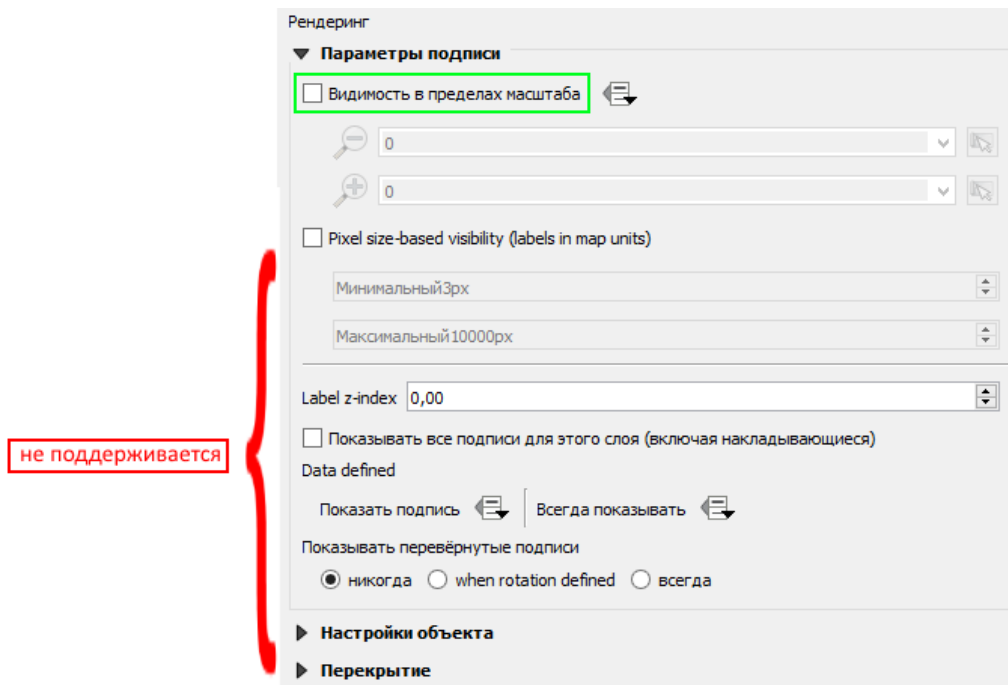 Рендеринг
Параметры подписи
Видимость в пределах масштаба
0
0
Pixel size-based visibility (labels in map units)
Минимальный3px
Максимальный10000px
Label z-index 0,00
Показывать все подписи для этого слоя (включая накладывающиеся)
не поддерживается
Data defined
Показать подпись Всегда показывать
Показывать перевёрнутые подписи
никогда when rotation defined всегда
Настройки объекта
Перекрытие